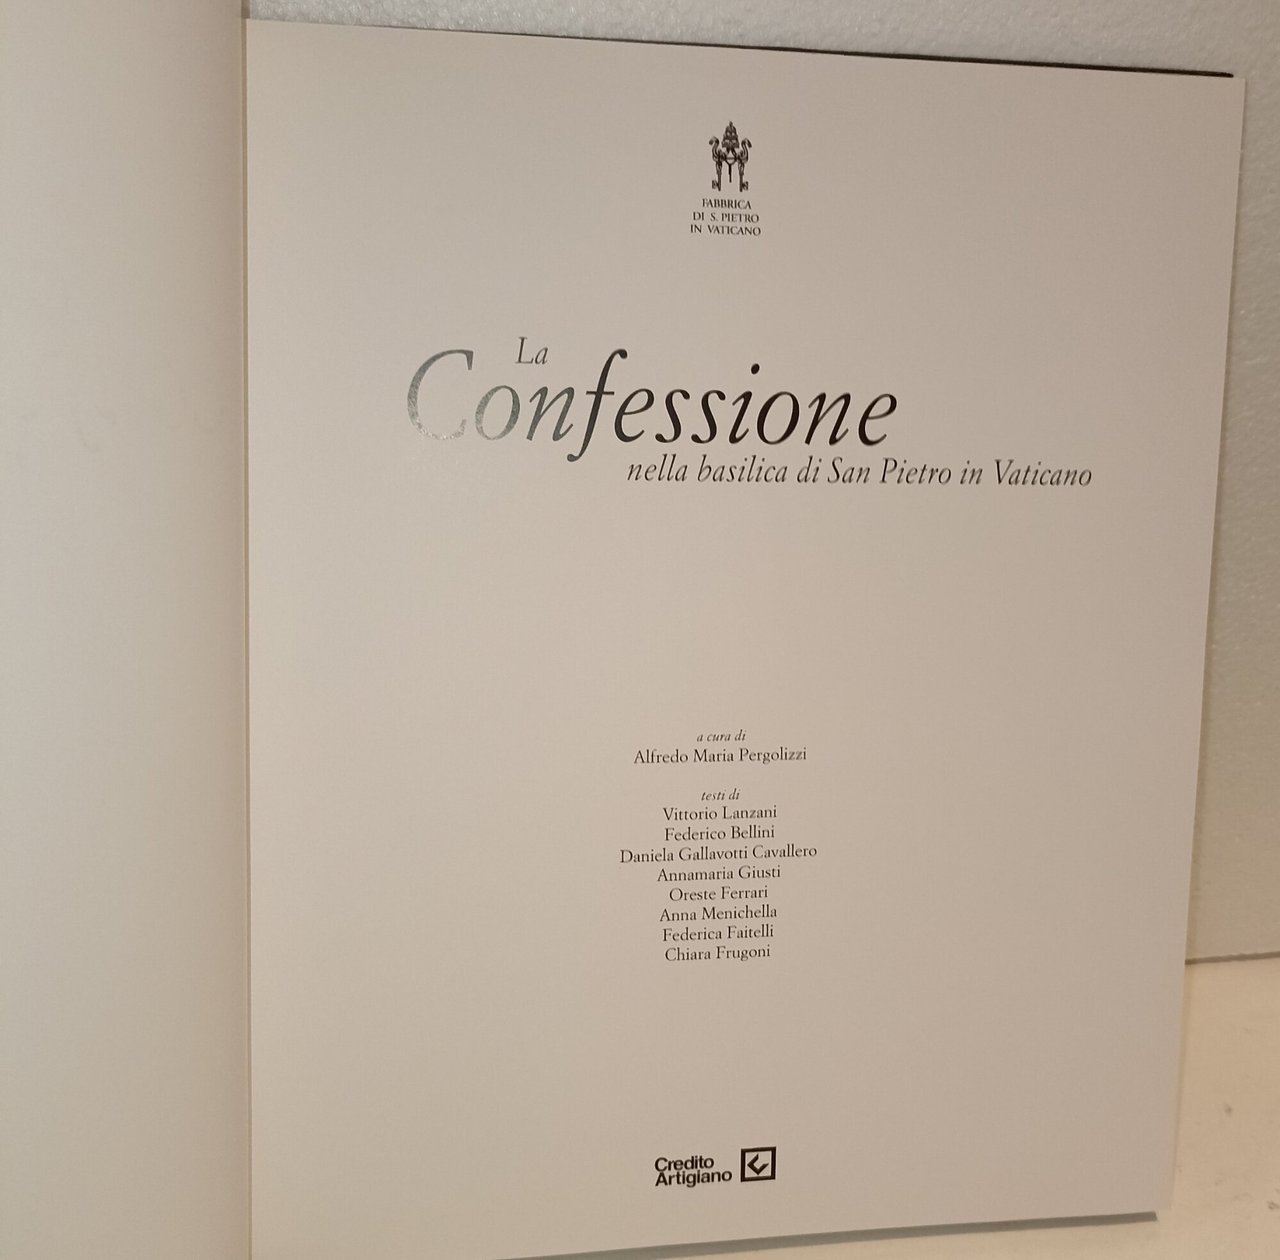 FABBRICA
DI S. PIETRO
IN VATICANO
La
Confessione
nella basilica di San Pietro in Vaticano
a cura di
Alfredo Maria Pergolizzi
testi di
Vittorio Lanzani
Federico Bellini
Daniela Gallavotti Cavallero
Annamaria Giusti
Oreste Ferrari
Anna Menichella
Federica Faitelli
Chiara Frugoni
Credito
Artigiano